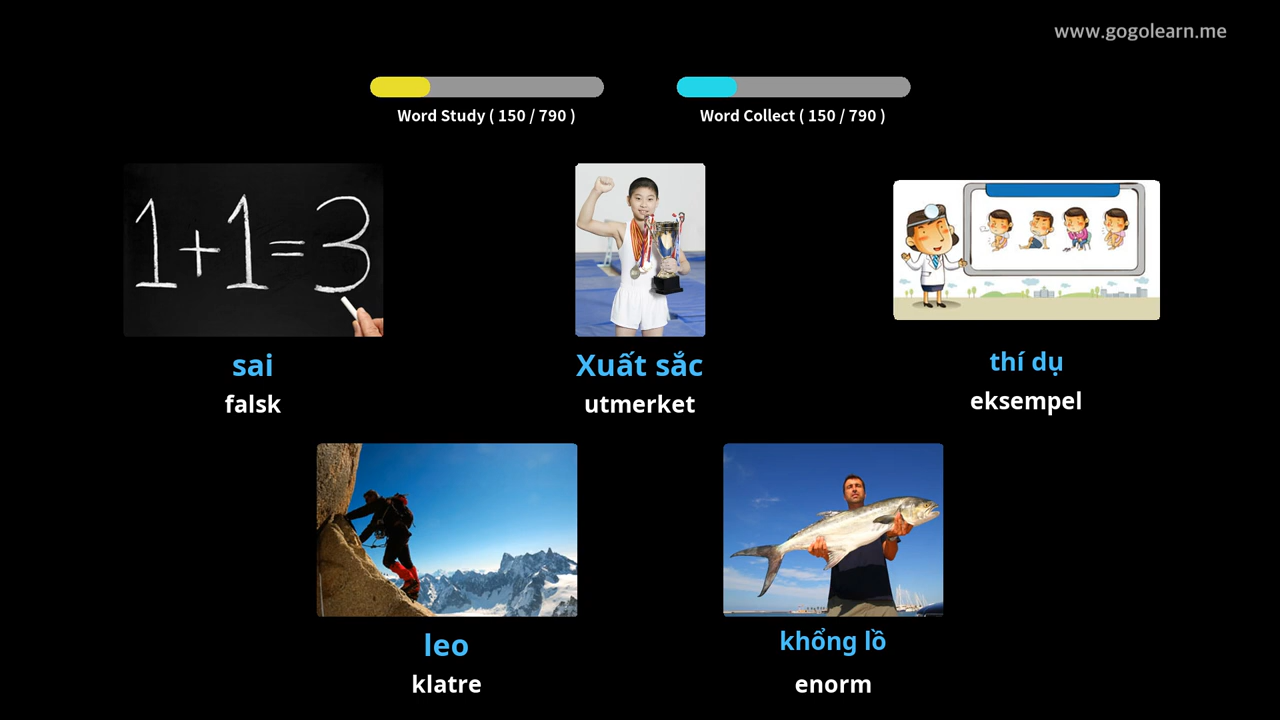 www.gogolearn.me
Word Study ( 150 / 790 )
Word Collect ( 150 / 790 )
1+1=3
sai
falsk
Xuất sắc
utmerket
thí dụ
eksempel
leo
klatre
khổng lồ
enorm